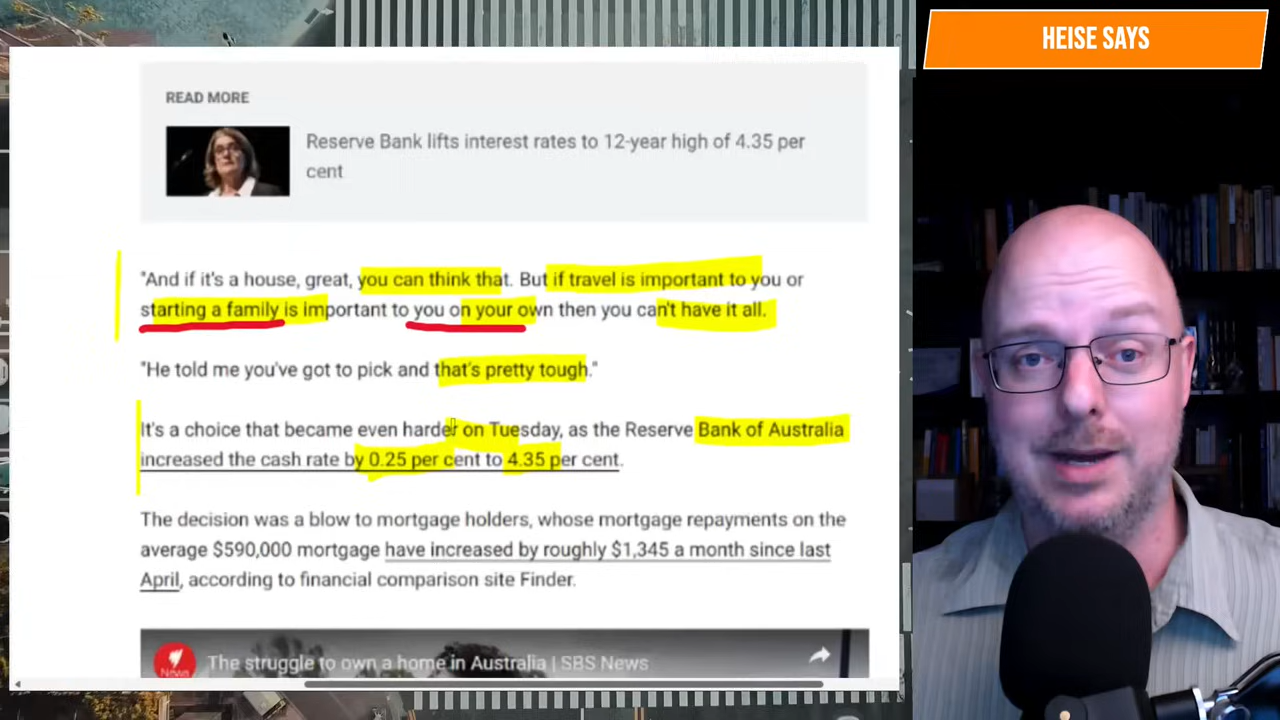 HEISE SAYS
READ MORE
Reserve Bank lifts interest rates to 12-year high of 4.35 per
cent
"And if it's a house, great, you can think that. But if travel is important to you or
starting a family is important to you on your own then you can't have it all.
"He told me you've got to pick and that's pretty tough."
It's a choice that became even harder on Tuesday, as the Reserve Bank of Australia
increased the cash rate by 0.25 per cent to 4.35 per cent.
The decision was a blow to mortgage holders, whose mortgage repayments on the
average $590,000 mortgage have increased by roughly $1,345 a month since last
April, according to financial comparison site Finder.
News
The struggle to own a home in Australia | SBS News